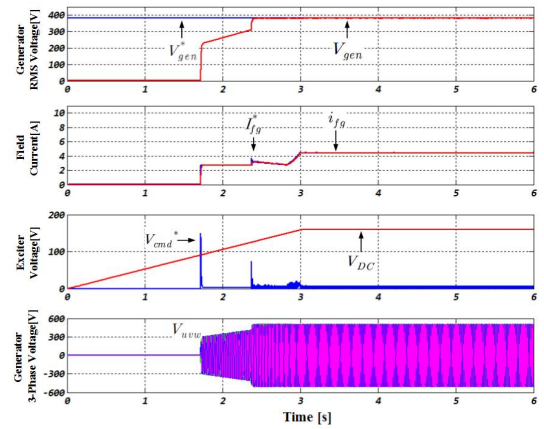 Generator
RMS Voltage[V]
400
300
200
100
0
V*gen
Vgen
0 1 2 3 4 5 6
Field
Current[A]
10
8
6
4
2
0
I*fg
ifg
0 1 2 3 4 5 6
Exciter
Voltage[V]
200
100
0
Vcmd*
VDC
0 1 2 3 4 5 6
Generator
3-Phase Voltage[V]
600
300
0
-300
-600
Vuvw
0 1 2 3 4 5 6
Time [s]